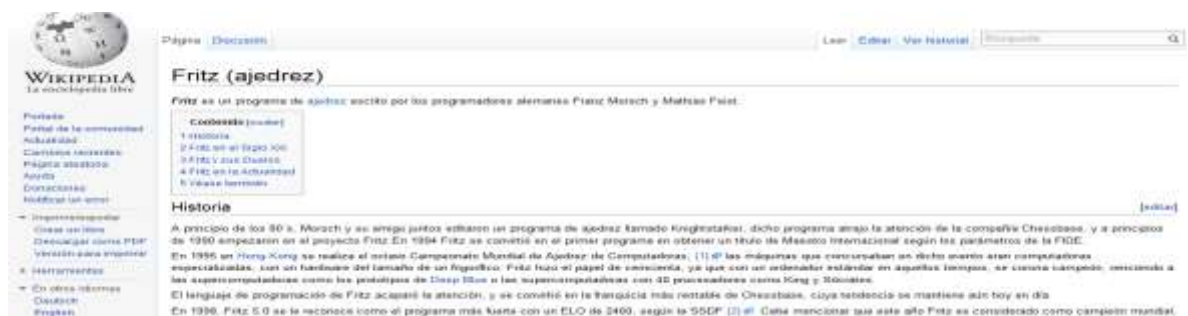 WIKIPEDIA
La enciclopedia libre
Portada
Portal de la comunidad
Actualidad
Cambios recientes
Página aleatoria
Ayuda
Donaciones
Notificar un error
Imprimir/exportar
Crear un libro
Descargar como PDF
Versión para imprimir
Herramientas
En otros idiomas
Deutsch
English
Página Discusión
Leer Editar Ver historial Búsqueda
Fritz (ajedrez)
Fritz es un programa de ajedrez escrito por los programadores alemanes Franz Morsch y Mathias Feist.
Contenido [ocultar]
1 Historia
2 Fritz en el Siglo XXI
3 Fritz y sus Duelos
4 Fritz en la Actualidad
5 Véase también
Historia [editar]
A principio de los 80 s, Morsch y su amigo juntos editaron un programa de ajedrez llamado Knightstalker, dicho programa atrajo la atención de la compañía Chessbase, y a principios
de 1990 empezaron en el proyecto Fritz.En 1994 Fritz se convirtió en el primer programa en obtener un título de Maestro Internacional según los parámetros de la FIDE.
En 1995 en Hong-Kong se realiza el octavo Campeonato Mundial de Ajedrez de Computadoras, [1] las máquinas que concursaban en dicho evento eran computadoras
especializadas, con un hardware del tamaño de un frigorífico. Fritz hizo el papel de cenicienta, ya que con un ordenador estándar en aquellos tiempos, se corona campeón, venciendo a
las supercomputadoras como los prototipos de Deep Blue o las supercomputadoras con 40 procesadores como King y Sócrates.
El lenguaje de programación de Fritz acaparó la atención, y se convirtió en la franquicia más rentable de Chessbase, cuya tendencia se mantiene aún hoy en día
En 1998, Fritz 5.0 se le reconoce como el programa más fuerte con un ELO de 2460, según la SSDF [2] Cabe mencionar que este año Fritz es considerado como campeón mundial,